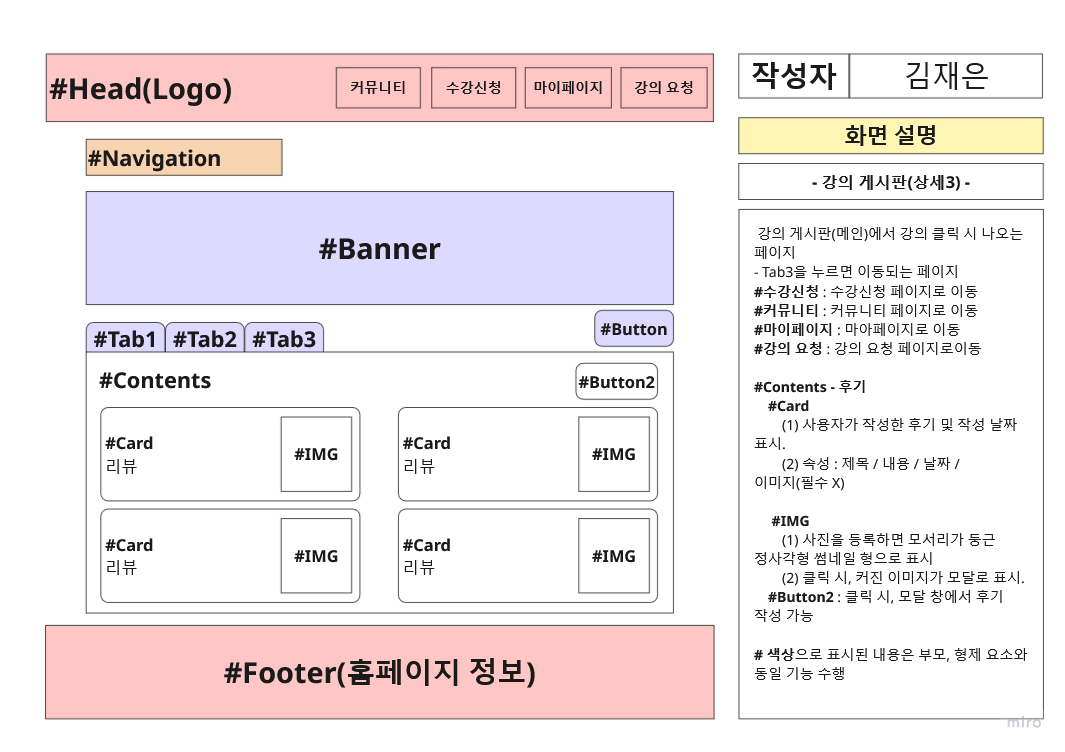 #Head(Logo)
커뮤니티
수강신청
마이페이지
강의 요청
#Navigation
#Banner
#Tab1
#Tab2
#Tab3
#Button
#Contents
#Button2
#Card
리뷰
#IMG
#Card
리뷰
#IMG
#Card
리뷰
#IMG
#Card
리뷰
#IMG
#Footer(홈페이지 정보)
작성자
김재은
화면 설명
- 강의 게시판(상세3) -
강의 게시판(메인)에서 강의 클릭 시 나오는
페이지
- Tab3을 누르면 이동되는 페이지
#수강신청 : 수강신청 페이지로 이동
#커뮤니티 : 커뮤니티 페이지로 이동
#마이페이지 : 마아페이지로 이동
#강의 요청 : 강의 요청 페이지로이동
#Contents - 후기
#Card
(1) 사용자가 작성한 후기 및 작성 날짜
표시.
(2) 속성 : 제목 / 내용 / 날짜 /
이미지(필수 X)
#IMG
(1) 사진을 등록하면 모서리가 둥근
정사각형 썸네일 형으로 표시
(2) 클릭 시, 커진 이미지가 모달로 표시.
#Button2 : 클릭 시, 모달 창에서 후기
작성 가능
# 색상으로 표시된 내용은 부모, 형제 요소와
동일 기능 수행
miro